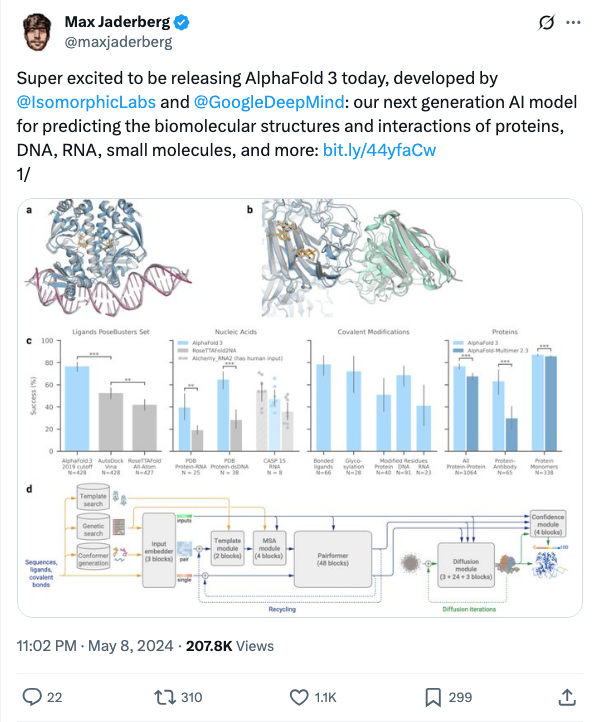 Max Jaderberg
@maxjaderberg
Super excited to be releasing AlphaFold 3 today, developed by
@IsomorphicLabs and @GoogleDeepMind: our next generation AI model
for predicting the biomolecular structures and interactions of proteins,
DNA, RNA, small molecules, and more: bit.ly/44yfaCw
1/
a
b
c
Ligands PoseBusters Set
Nucleic Acids
Covalent Modifications
Proteins
Success (%)
100
80
60
40
20
0
***
**
AlphaFold 3
RoseTTAFold2NA
Alchemy_RNA2 (has human input)
**
***
AlphaFold 3
AlphaFold-Multimer 2.3
***
***
***
AlphaFold 3
2019 cutoff
N=428
AutoDock
Vina
N=428
RoseTTAFold
All-Atom
N=427
PDB
Protein-RNA
N = 25
PDB
Protein-dsDNA
N = 38
CASP 15
RNA
N = 8
Bonded
ligands
N=66
Glyco-
sylation
N=28
Modified Residues
Protein DNA RNA
N=40 N=91 N=23
All
Protein-Protein
N=1064
Protein-
Antibody
N=65
Protein
Monomers
N=338
d
Template
search
Genetic
search
Conformer
generation
Sequences,
ligands,
covalent
bonds
Input
embedder
(3 blocks)
inputs
pair
single
Template
module
(2 blocks)
MSA
module
(4 blocks)
Pairformer
(48 blocks)
Diffusion
module
(3 + 24 + 3 blocks)
Confidence
module
(4 blocks)
0
100
Recycling
Diffusion iterations
11:02 PM · May 8, 2024 · 207.8K Views
22
310
1.1K
299